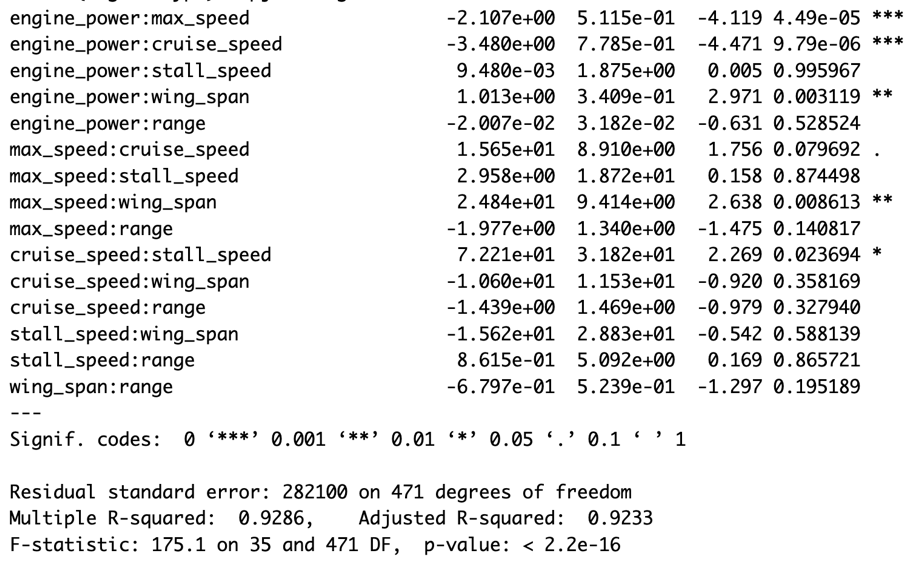 engine_power:max_speed -2.107e+00 5.115e-01 -4.119 4.49e-05 ***
engine_power:cruise_speed -3.480e+00 7.785e-01 -4.471 9.79e-06 ***
engine_power:stall_speed 9.480e-03 1.875e+00 0.005 0.995967
engine_power:wing_span 1.013e+00 3.409e-01 2.971 0.003119 **
engine_power:range -2.007e-02 3.182e-02 -0.631 0.528524
max_speed:cruise_speed 1.565e+01 8.910e+00 1.756 0.079692 .
max_speed:stall_speed 2.958e+00 1.872e+01 0.158 0.874498
max_speed:wing_span 2.484e+01 9.414e+00 2.638 0.008613 **
max_speed:range -1.977e+00 1.340e+00 -1.475 0.140817
cruise_speed:stall_speed 7.221e+01 3.182e+01 2.269 0.023694 *
cruise_speed:wing_span -1.060e+01 1.153e+01 -0.920 0.358169
cruise_speed:range -1.439e+00 1.469e+00 -0.979 0.327940
stall_speed:wing_span -1.562e+01 2.883e+01 -0.542 0.588139
stall_speed:range 8.615e-01 5.092e+00 0.169 0.865721
wing_span:range -6.797e-01 5.239e-01 -1.297 0.195189
---
Signif. codes: 0 ‘***’ 0.001 ‘**’ 0.01 ‘*’ 0.05 ‘.’ 0.1 ‘ ’ 1
Residual standard error: 282100 on 471 degrees of freedom
Multiple R-squared: 0.9286, Adjusted R-squared: 0.9233
F-statistic: 175.1 on 35 and 471 DF, p-value: < 2.2e-16